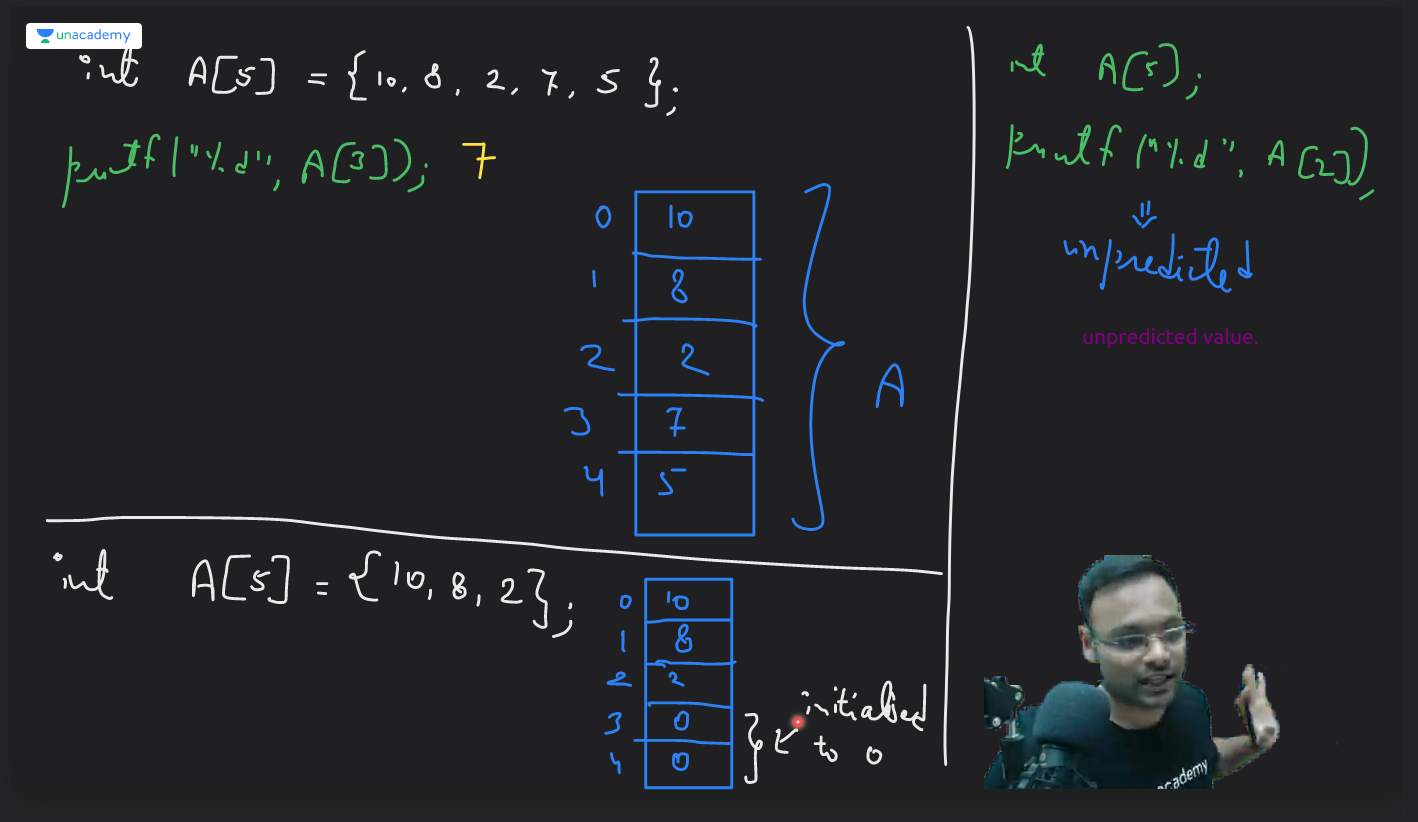 unacademy
int A[5] = {10, 8, 2, 7, 5};
printf("%d", A[3]); 7
0 10
1 8
2 2
3 7
4 5
A
int A[5] = {10, 8, 2};
0 10
1 8
2 2
3 0
4 0
initialised
to 0
int A[5];
printf("%d", A[2]);
unpredicted
unpredicted value.
cademy